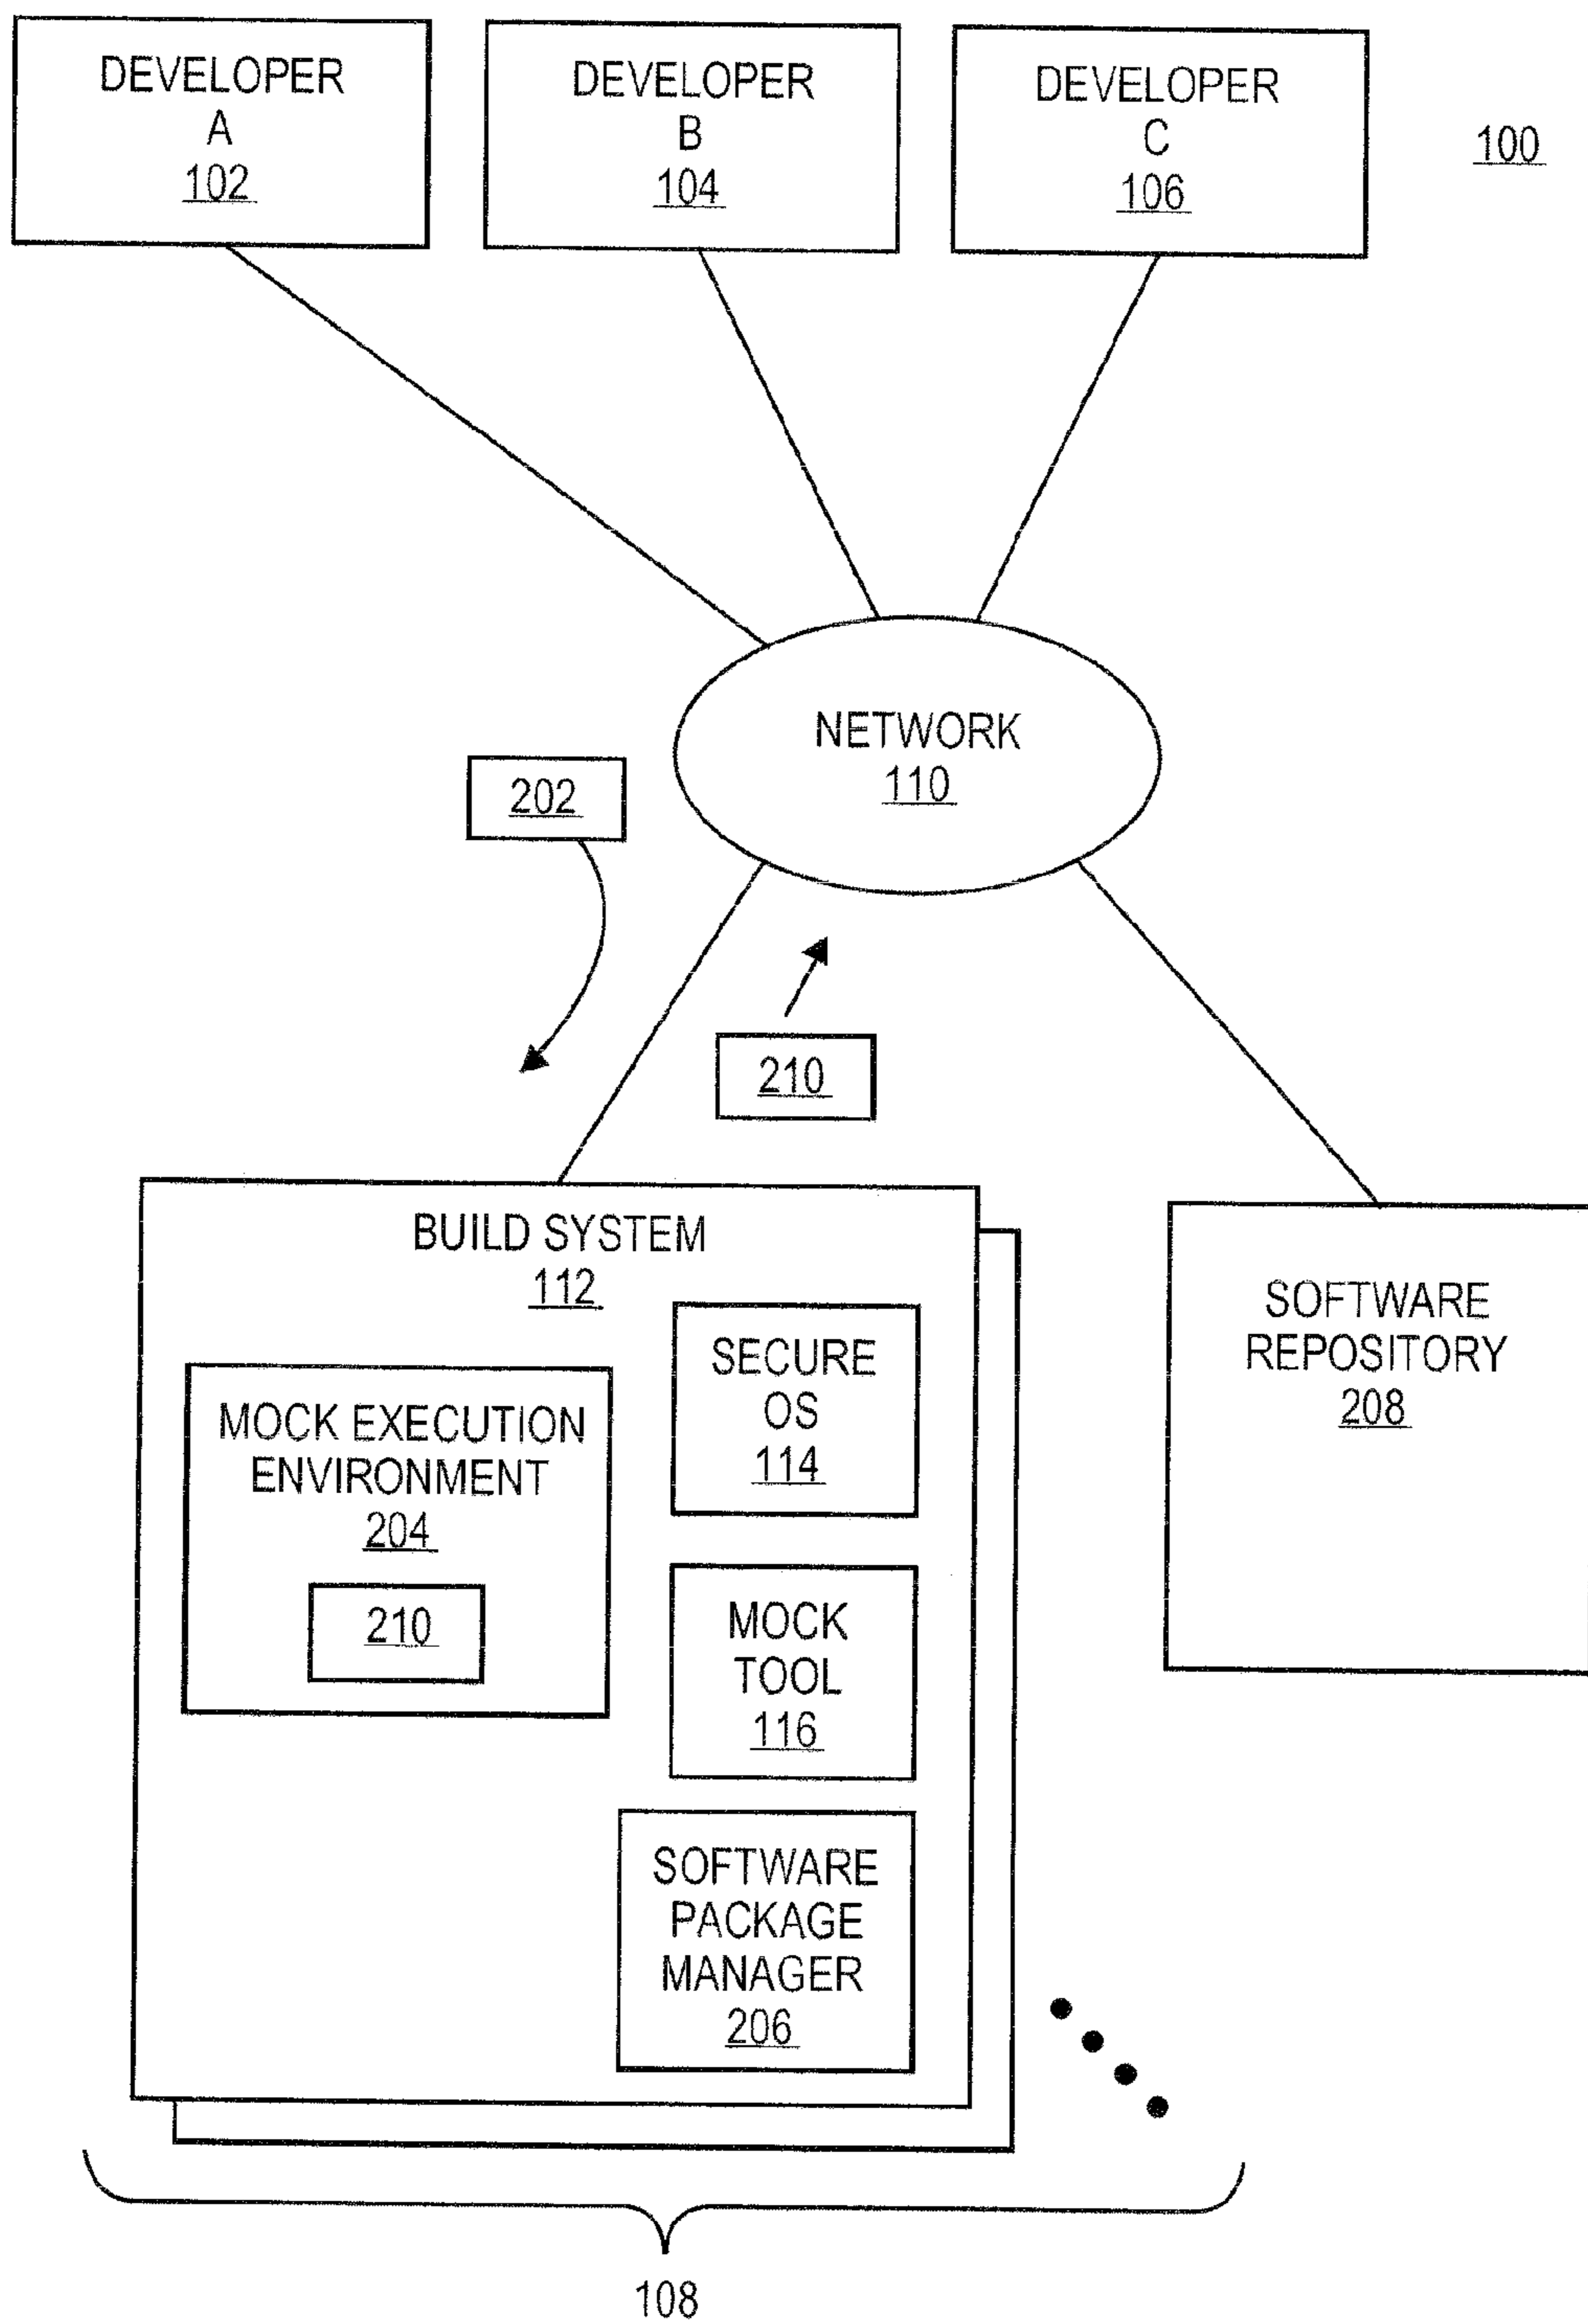 DEVELOPER
A
102
DEVELOPER
B
104
DEVELOPER
C
106
100
NETWORK
110
202
210
BUILD SYSTEM
112
SECURE
OS
114
MOCK EXECUTION
ENVIRONMENT
204
210
MOCK
TOOL
116
SOFTWARE
PACKAGE
MANAGER
206
SOFTWARE
REPOSITORY
208
108